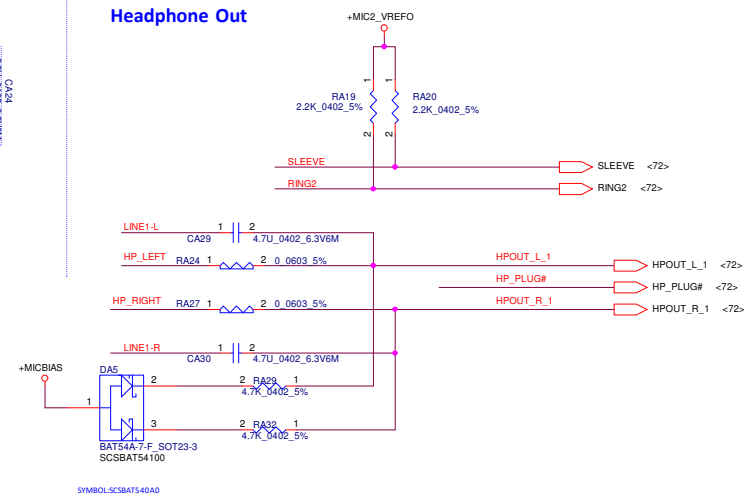 Headphone Out
+MIC2_VREFO
CA24
1
1
RA19
2.2K_0402_5%
RA20
2.2K_0402_5%
2
2
SLEEVE
SLEEVE <72>
RING2
RING2 <72>
LINE1-L
1
2
CA29
4.7U_0402_6.3V6M
HP_LEFT
RA24
1
2
0_0603_5%
HPOUT_L_1
HPOUT_L_1 <72>
HP_PLUG#
HP_PLUG# <72>
HP_RIGHT
RA27
1
2
0_0603_5%
HPOUT_R_1
HPOUT_R_1 <72>
LINE1-R
1
2
CA30
4.7U_0402_6.3V6M
+MICBIAS
DA5
2
2
RA29
1
4.7K_0402_5%
1
3
2
RA32
1
4.7K_0402_5%
BAT54A-7-F_SOT23-3
SCSBAT54100
SYMBOL:SCSBAT540A0